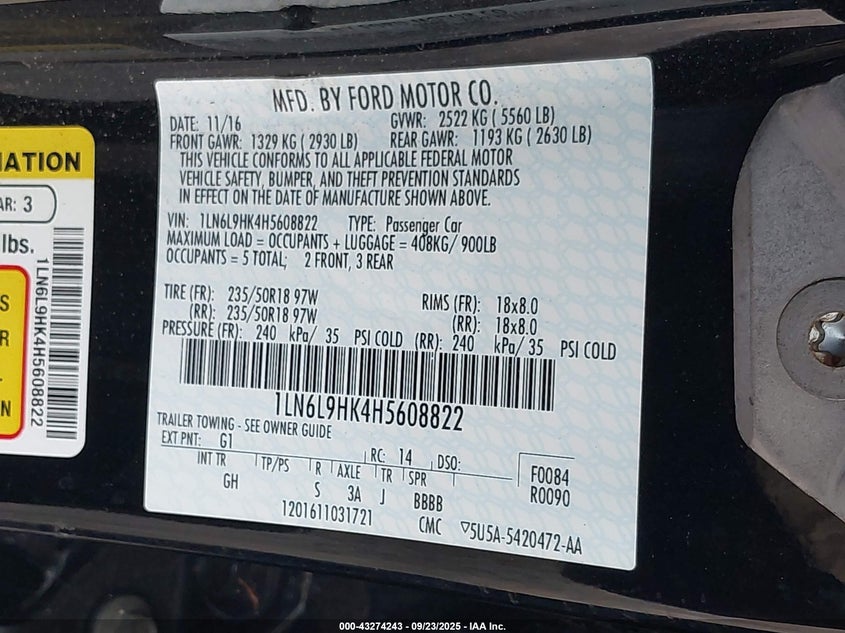 MFD. BY FORD MOTOR CO.
DATE: 11/16 GVWR: 2522 KG ( 5560 LB)
FRONT GAWR: 1329 KG ( 2930 LB) REAR GAWR: 1193 KG ( 2630 LB)
THIS VEHICLE CONFORMS TO ALL APPLICABLE FEDERAL MOTOR
VEHICLE SAFETY, BUMPER, AND THEFT PREVENTION STANDARDS
IN EFFECT ON THE DATE OF MANUFACTURE SHOWN ABOVE.
VIN: 1LN6L9HK4H5608822 TYPE: Passenger Car
MAXIMUM LOAD = OCCUPANTS + LUGGAGE = 408KG/ 900LB
OCCUPANTS = 5 TOTAL; 2 FRONT, 3 REAR
TIRE (FR): 235/50R18 97W RIMS (FR): 18x8.0
(RR): 235/50R18 97W (RR): 18x8.0
PRESSURE (FR): 240 kPa/ 35 PSI COLD (RR): 240 kPa/ 35 PSI COLD
1LN6L9HK4H5608822
TRAILER TOWING - SEE OWNER GUIDE
EXT PNT: G1 RC: 14 DSO:
INT TR TP/PS R AXLE TR SPR F0084
GH S 3A J BBBB R0090
1201611031721 CMC 5U5A-5420472-AA
MATION
AR: 3
lbs.
1LN6L9HK4H5608822
S
R
N
000-43274243 - 09/23/2025 - IAA Inc.